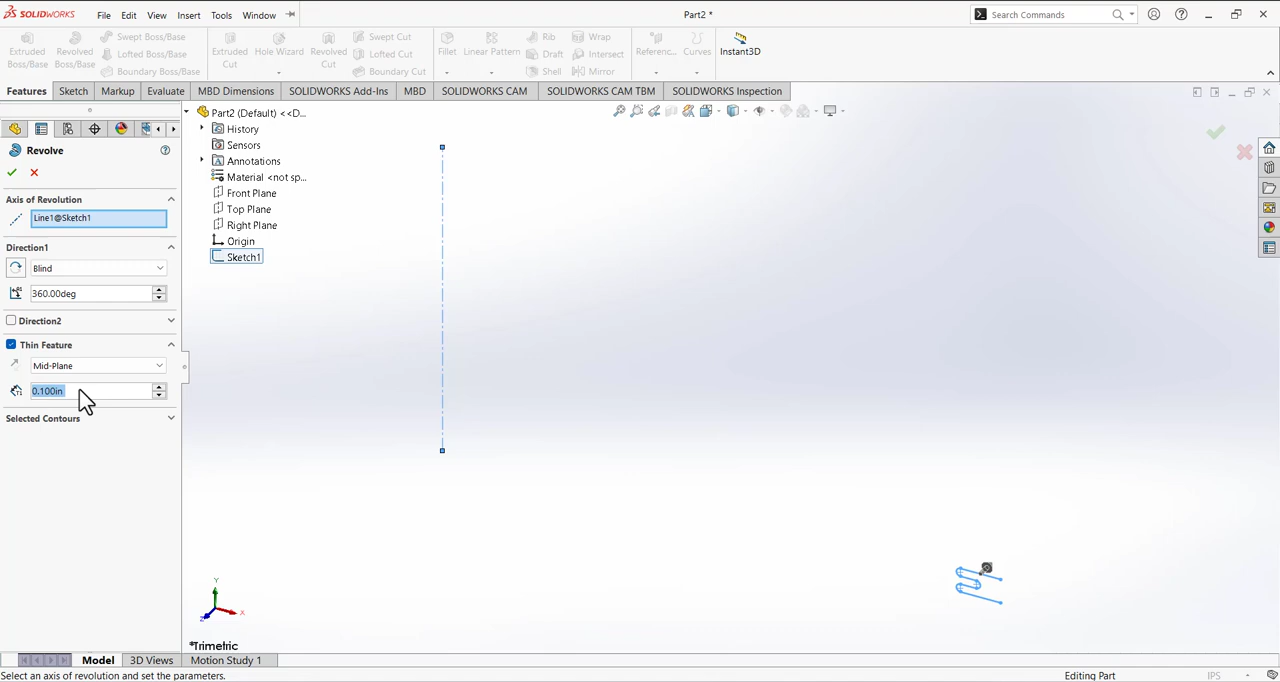 SOLIDWORKS File Edit View Insert Tools Window Part2 * Search Commands
Extruded Boss/Base Revolved Boss/Base Swept Boss/Base Lofted Boss/Base Boundary Boss/Base Extruded Cut Hole Wizard Revolved Cut Swept Cut Lofted Cut Boundary Cut Fillet Linear Pattern Rib Draft Shell Wrap Intersect Mirror Referenc... Curves Instant3D
Features Sketch Markup Evaluate MBD Dimensions SOLIDWORKS Add-Ins MBD SOLIDWORKS CAM SOLIDWORKS CAM TBM SOLIDWORKS Inspection
Revolve
Axis of Revolution
Line1@Sketch1
Direction1
Blind
360.00deg
Direction2
Thin Feature
Mid-Plane
0.100in
Selected Contours
Part2 (Default) <<D...
History
Sensors
Annotations
Material <not sp...
Front Plane
Top Plane
Right Plane
Origin
Sketch1
Y
X
Z
*Trimetric
Model 3D Views Motion Study 1
Select an axis of revolution and set the parameters. Editing Part IPS